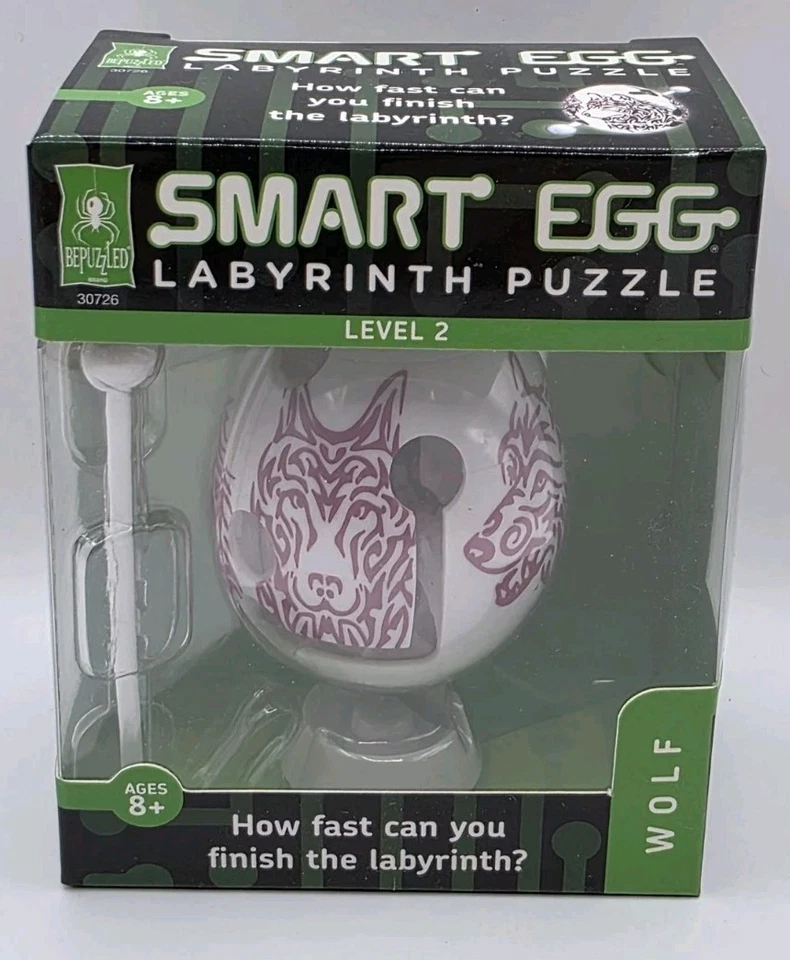 BEPUZZLED
30726
SMART EGG
LABYRINTH PUZZLE
AGES
8+
How fast can
you finish
the labyrinth?
BEPUZZLED
30726
SMART EGG®
LABYRINTH PUZZLE
LEVEL 2
WOLF
AGES
8+
How fast can you
finish the labyrinth?